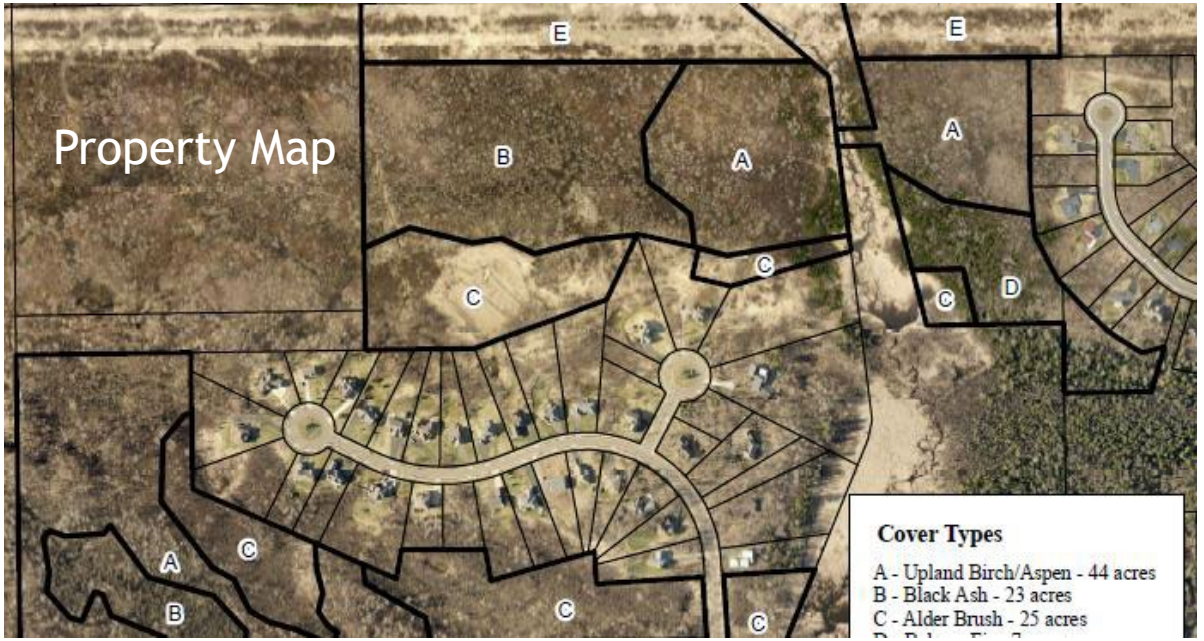 E
E
Property Map
A
B
A
C
C
C
D
Cover Types
A - Upland Birch/Aspen - 44 acres
B - Black Ash - 23 acres
C - Alder Brush - 25 acres
C
A
B
C
C